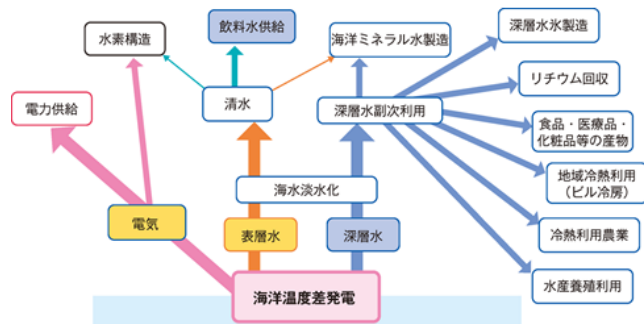 水素構造
飲料水供給
海洋ミネラル水製造
深層水氷製造
リチウム回収
電力供給
清水
深層水副次利用
食品・医療品・
化粧品等の産物
地域冷熱利用
（ビル冷房）
海水淡水化
電気
表層水
深層水
冷熱利用農業
水産養殖利用
海洋温度差発電